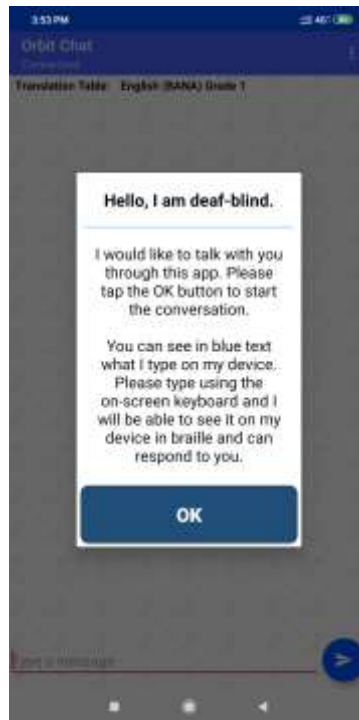 3:53 PM
4G
Orbit Chat
Connected
Translation Table: English (BANA) Grade 1
Hello, I am deaf-blind.
I would like to talk with you
through this app. Please
tap the OK button to start
the conversation.
You can see in blue text
what I type on my device.
Please type using the
on-screen keyboard and I
will be able to see it on my
device in braille and can
respond to you.
OK
Type a message